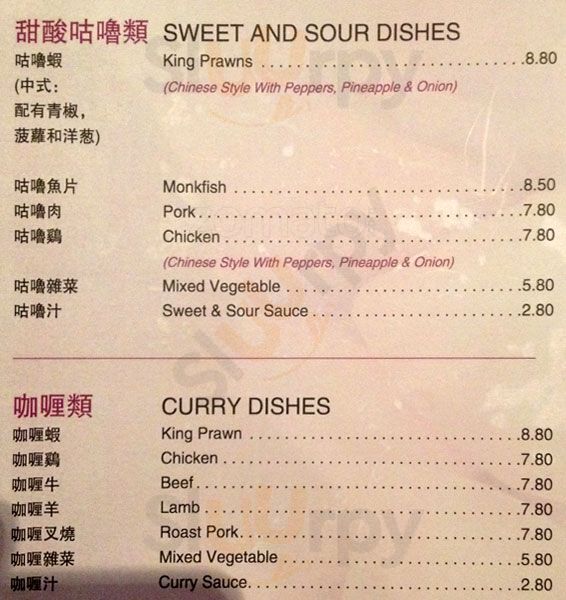 甜酸咕嚕類 SWEET AND SOUR DISHES
咕嚕蝦 King Prawns 8.80
(中式: (Chinese Style With Peppers, Pineapple & Onion)
配有青椒,
菠蘿和洋葱)
咕嚕魚片 Monkfish 8.50
咕嚕肉 Pork 7.80
咕嚕鷄 Chicken 7.80
(Chinese Style With Peppers, Pineapple & Onion)
咕嚕雜菜 Mixed Vegetable 5.80
咕嚕汁 Sweet & Sour Sauce 2.80
咖喱類 CURRY DISHES
咖喱蝦 King Prawn 8.80
咖喱鷄 Chicken 7.80
咖喱牛 Beef 7.80
咖喱羊 Lamb 7.80
咖喱叉燒 Roast Pork 7.80
咖喱雜菜 Mixed Vegetable 5.80
咖喱汁 Curry Sauce 2.80
slurrpy
slurrpy
slurrpy